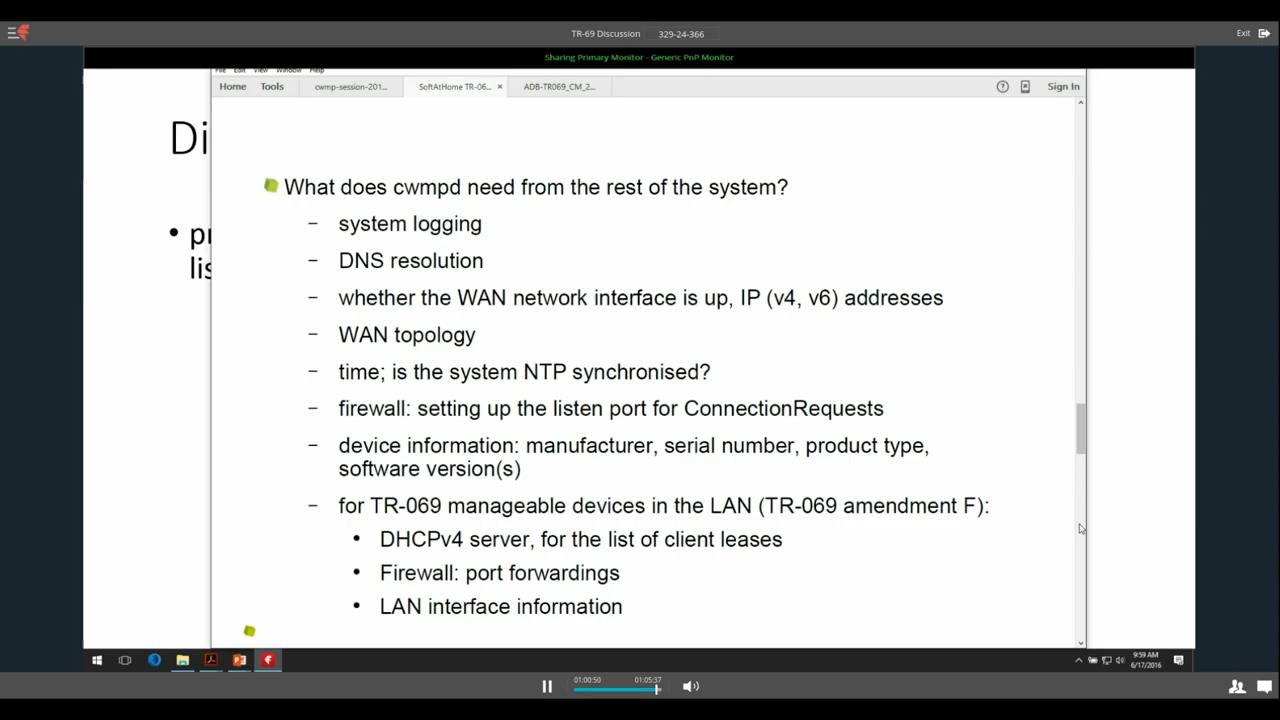 TR-69 Discussion
329-24-366
Exit
Sharing Primary Monitor - Generic PnP Monitor
File Edit View Window Help
Home
Tools
cwmp-session-201...
SoftAtHome TR-06... ×
ADB-TR069_CM_2...
Sign In
Di
• pr
lis
What does cwmpd need from the rest of the system?
– system logging
– DNS resolution
– whether the WAN network interface is up, IP (v4, v6) addresses
– WAN topology
– time; is the system NTP synchronised?
– firewall: setting up the listen port for ConnectionRequests
– device information: manufacturer, serial number, product type,
software version(s)
– for TR-069 manageable devices in the LAN (TR-069 amendment F):
• DHCPv4 server, for the list of client leases
• Firewall: port forwardings
• LAN interface information
9:59 AM
6/17/2016
01:00:50
01:05:37